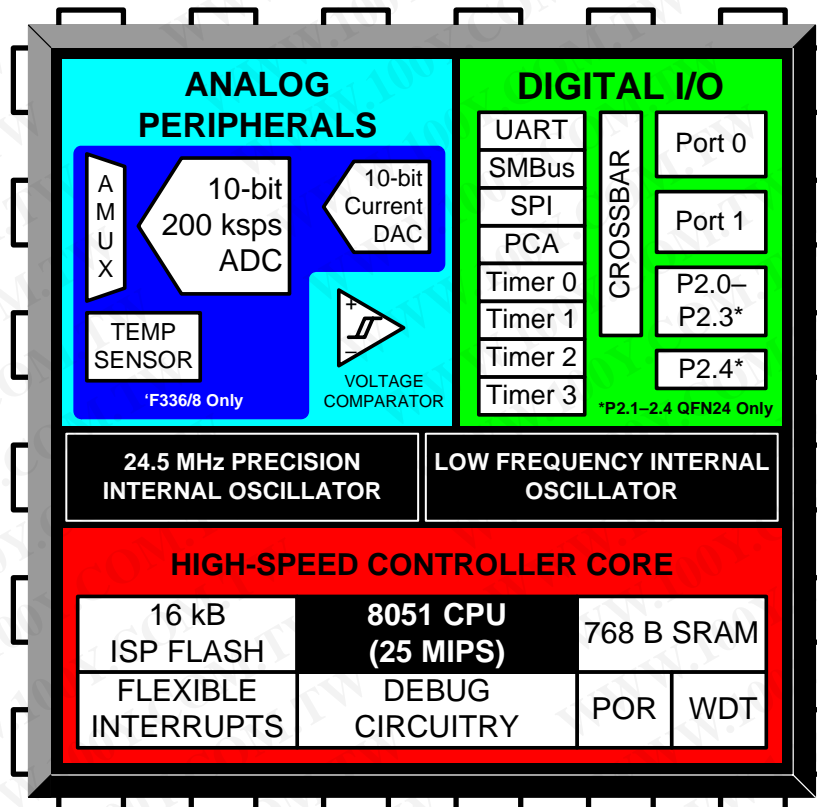 ANALOG
PERIPHERALS
A
M
U
X
10-bit
200 ksps
ADC
10-bit
Current
DAC
TEMP
SENSOR
+
–
VOLTAGE
COMPARATOR
‘F336/8 Only
DIGITAL I/O
UART
SMBus
SPI
PCA
Timer 0
Timer 1
Timer 2
Timer 3
CROSSBAR
Port 0
Port 1
P2.0–
P2.3*
P2.4*
*P2.1–2.4 QFN24 Only
24.5 MHz PRECISION
INTERNAL OSCILLATOR
LOW FREQUENCY INTERNAL
OSCILLATOR
HIGH-SPEED CONTROLLER CORE
16 kB
ISP FLASH
8051 CPU
(25 MIPS)
768 B SRAM
FLEXIBLE
INTERRUPTS
DEBUG
CIRCUITRY
POR
WDT
WWW.100Y.COM.TW